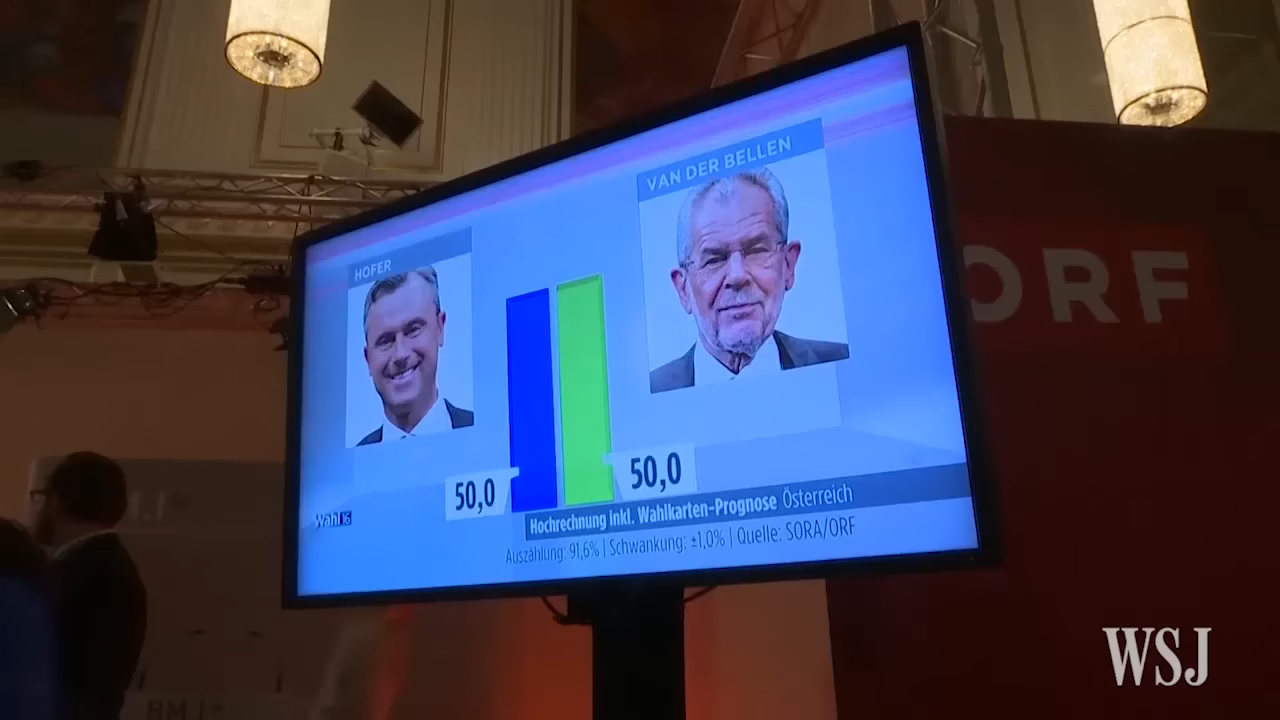 VAN DER BELLEN
HOFER
ORF
50,0
50,0
Hochrechnung inkl. Wahlkarten-Prognose Österreich
Wahl 16
Auszählung: 91,6% | Schwankung: ±1,0% | Quelle: SORA/ORF
WSJ